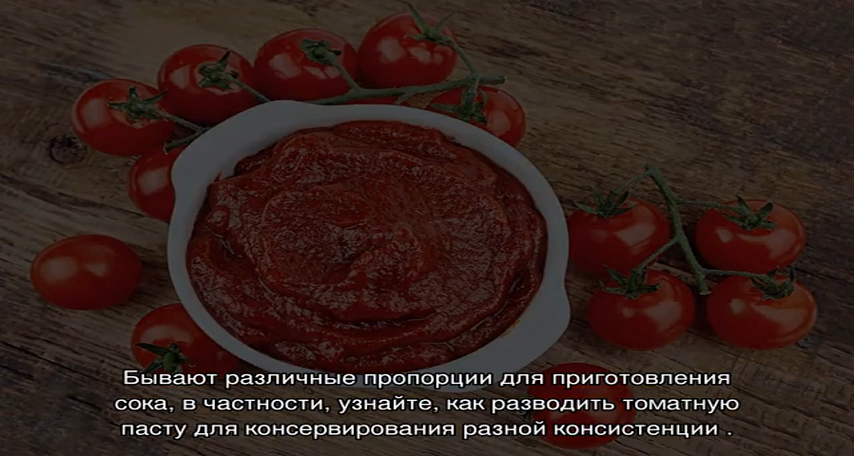 Бывают различные пропорции для приготовления
сока, в частности, узнайте, как разводить томатную
пасту для консервирования разной консистенции .